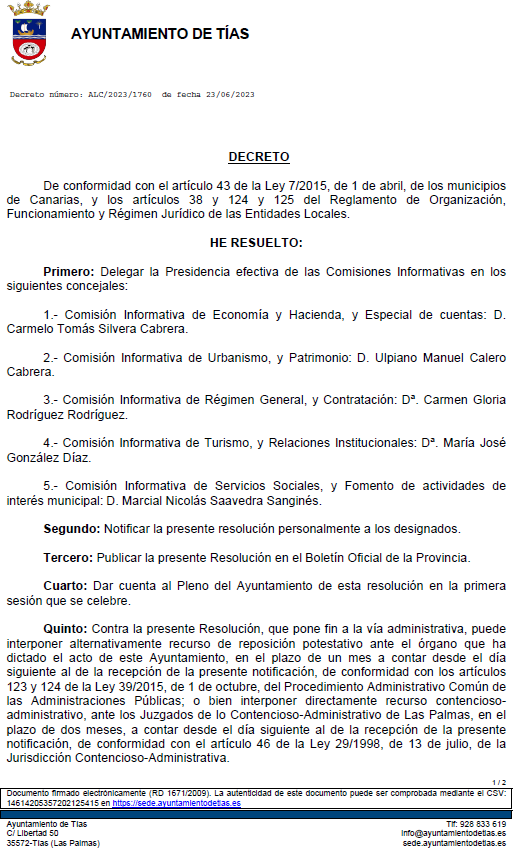 AYUNTAMIENTO DE TÍAS
Decreto número: ALC/2023/1760 de fecha 23/06/2023
DECRETO
De conformidad con el artículo 43 de la Ley 7/2015, de 1 de abril, de los municipios
de Canarias, y los artículos 38 y 124 y 125 del Reglamento de Organización,
Funcionamiento y Régimen Jurídico de las Entidades Locales.
HE RESUELTO:
Primero: Delegar la Presidencia efectiva de las Comisiones Informativas en los
siguientes concejales:
1.- Comisión Informativa de Economía y Hacienda, y Especial de cuentas: D.
Carmelo Tomás Silvera Cabrera.
2.- Comisión Informativa de Urbanismo, y Patrimonio: D. Ulpiano Manuel Calero
Cabrera.
3.- Comisión Informativa de Régimen General, y Contratación: Dª. Carmen Gloria
Rodríguez Rodríguez.
4.- Comisión Informativa de Turismo, y Relaciones Institucionales: Dª. María José
González Díaz.
5.- Comisión Informativa de Servicios Sociales, y Fomento de actividades de
interés municipal: D. Marcial Nicolás Saavedra Sanginés.
Segundo: Notificar la presente resolución personalmente a los designados.
Tercero: Publicar la presente Resolución en el Boletín Oficial de la Provincia.
Cuarto: Dar cuenta al Pleno del Ayuntamiento de esta resolución en la primera
sesión que se celebre.
Quinto: Contra la presente Resolución, que pone fin a la vía administrativa, puede
interponer alternativamente recurso de reposición potestativo ante el órgano que ha
dictado el acto de este Ayuntamiento, en el plazo de un mes a contar desde el día
siguiente al de la recepción de la presente notificación, de conformidad con los artículos
123 y 124 de la Ley 39/2015, de 1 de octubre, del Procedimiento Administrativo Común de
las Administraciones Públicas; o bien interponer directamente recurso contencioso-
administrativo, ante los Juzgados de lo Contencioso-Administrativo de Las Palmas, en el
plazo de dos meses, a contar desde el día siguiente al de la recepción de la presente
notificación, de conformidad con el artículo 46 de la Ley 29/1998, de 13 de julio, de la
Jurisdicción Contencioso-Administrativa.
1 / 2
Documento firmado electrónicamente (RD 1671/2009). La autenticidad de este documento puede ser comprobada mediante el CSV:
14614205357202125415 en https://sede.ayuntamientodetias.es
Ayuntamiento de Tías
Tlf: 928 833 619
C/ Libertad 50
info@ayuntamientodetias.es
35572-Tías (Las Palmas)
sede.ayuntamientodetias.es